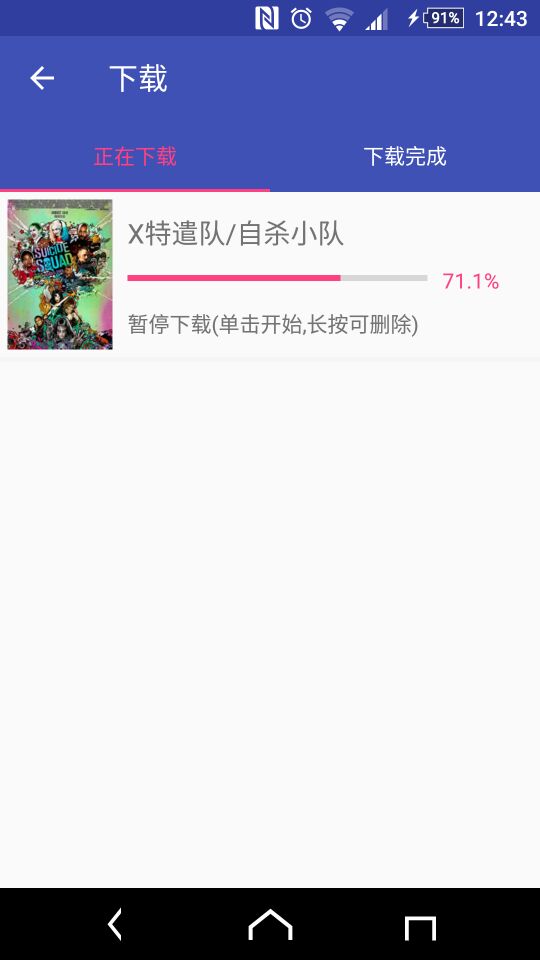 91%
12:43
下载
正在下载
下载完成
SUICIDE
SQUAD
X特遣队/自杀小队
71.1%
暂停下载(单击开始,长按可删除)